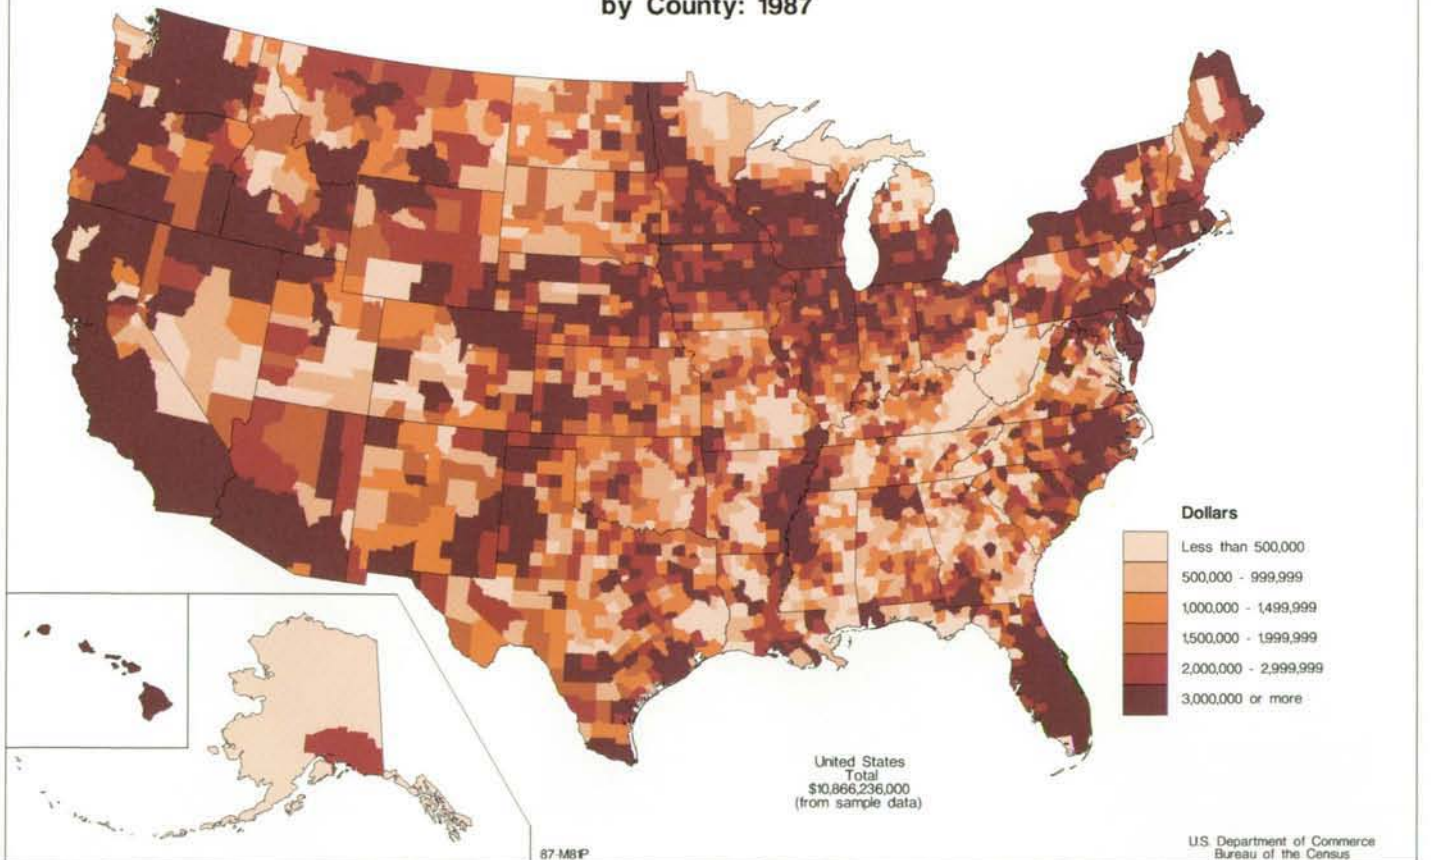 by County: 1987
Dollars
Less than 500,000
500,000 - 999,999
1,000,000 - 1,499,999
1,500,000 - 1,999,999
2,000,000 - 2,999,999
3,000,000 or more
United States
Total
$10,866,236,000
(from sample data)
87-M81P
U.S. Department of Commerce
Bureau of the Census